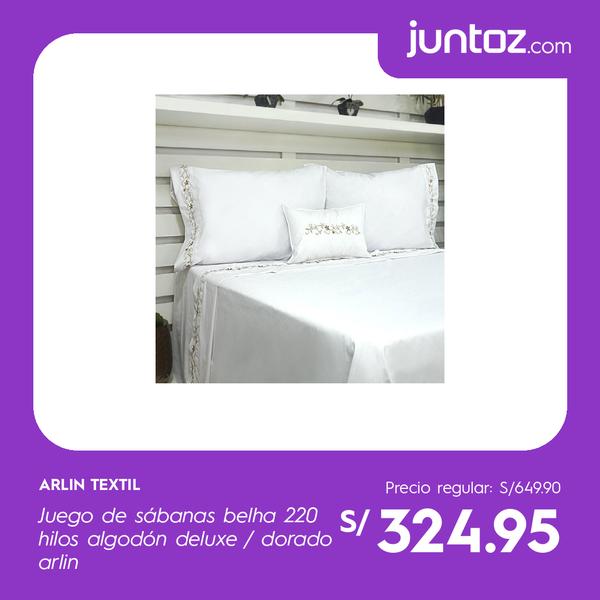 juntoz.com
ARLIN TEXTIL
Juego de sábanas belha 220
hilos algodón deluxe / dorado
arlin
Precio regular: S/649.90
S/ 324.95